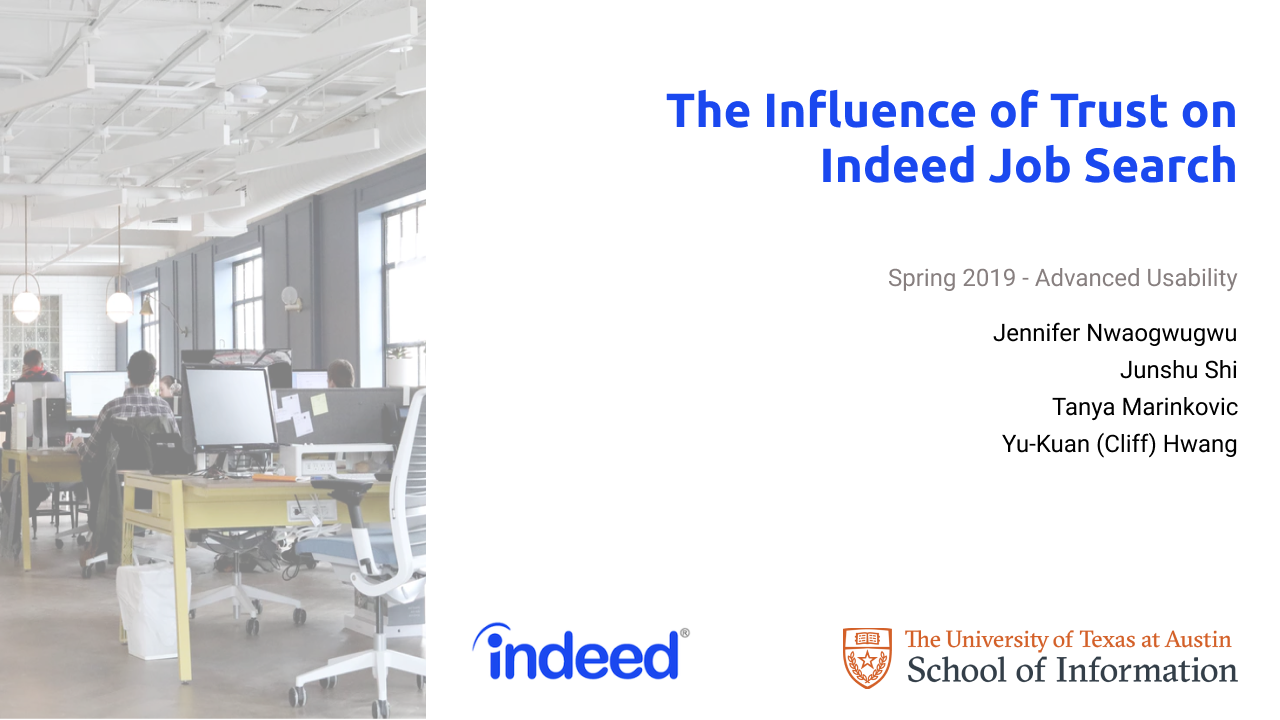 The Influence of Trust on
Indeed Job Search
Spring 2019 - Advanced Usability
Jennifer Nwaogwugwu
Junshu Shi
Tanya Marinkovic
Yu-Kuan (Cliff) Hwang
indeed®
The University of Texas at Austin
School of Information